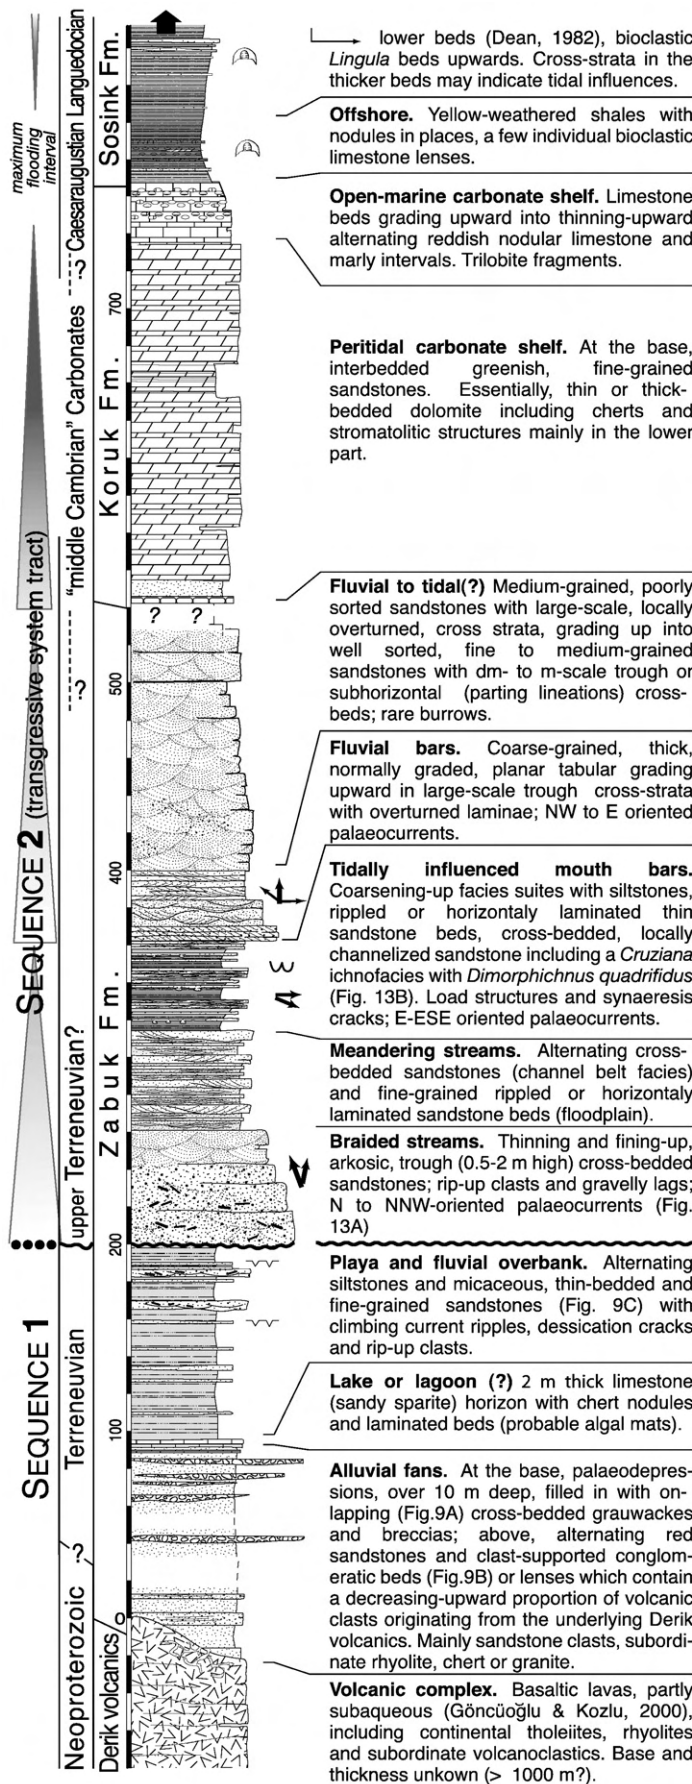 lower beds (Dean, 1982), bioclastic
Lingula beds upwards. Cross-strata in the
thicker beds may indicate tidal influences.
Offshore. Yellow-weathered shales with
nodules in places, a few individual bioclastic
limestone lenses.
Open-marine carbonate shelf. Limestone
beds grading upward into thinning-upward
alternating reddish nodular limestone and
marly intervals. Trilobite fragments.
Peritidal carbonate shelf. At the base,
interbedded greenish, fine-grained
sandstones. Essentially, thin or thick-
bedded dolomite including cherts and
stromatolitic structures mainly in the lower
part.
Fluvial to tidal(?) Medium-grained, poorly
sorted sandstones with large-scale, locally
overturned, cross strata, grading up into
well sorted, fine to medium-grained
sandstones with dm- to m-scale trough or
subhorizontal (parting lineations) cross-
beds; rare burrows.
Fluvial bars. Coarse-grained, thick,
normally graded, planar tabular grading
upward in large-scale trough cross-strata
with overturned laminae; NW to E oriented
palaeocurrents.
Tidally influenced mouth bars.
Coarsening-up facies suites with siltstones,
rippled or horizontaly laminated thin
sandstone beds, cross-bedded, locally
channelized sandstone including a Cruziana
ichnofacies with Dimorphichnus quadrifidus
(Fig. 13B). Load structures and synaeresis
cracks; E-ESE oriented palaeocurrents.
Meandering streams. Alternating cross-
bedded sandstones (channel belt facies)
and fine-grained rippled or horizontaly
laminated sandstone beds (floodplain).
Braided streams. Thinning and fining-up,
arkosic, trough (0.5-2 m high) cross-bedded
sandstones; rip-up clasts and gravelly lags;
N to NNW-oriented palaeocurrents (Fig.
13A)
Playa and fluvial overbank. Alternating
siltstones and micaceous, thin-bedded and
fine-grained sandstones (Fig. 9C) with
climbing current ripples, dessication cracks
and rip-up clasts.
Lake or lagoon (?) 2 m thick limestone
(sandy sparite) horizon with chert nodules
and laminated beds (probable algal mats).
Alluvial fans. At the base, palaeodepres-
sions, over 10 m deep, filled in with on-
lapping (Fig.9A) cross-bedded grauwackes
and breccias; above, alternating red
sandstones and clast-supported conglom-
eratic beds (Fig.9B) or lenses which contain
a decreasing-upward proportion of volcanic
clasts originating from the underlying Derik
volcanics. Mainly sandstone clasts, subordi-
nate rhyolite, chert or granite.
Volcanic complex. Basaltic lavas, partly
subaqueous (Göncüoğlu & Kozlu, 2000),
including continental tholeiites, rhyolites
and subordinate volcanoclastics. Base and
thickness unkown (> 1000 m?).
maximum
flooding
interval
SEQUENCE 2 (transgressive system tract)
SEQUENCE 1
Languedocian
Caesaraugustian
?
"middle Cambrian" Carbonates
?
upper Terreneuvian?
Terreneuvian
?
Neoproterozoic
Sosink Fm.
Koruk Fm.
Zabuk Fm.
Derik volcanics
700
500
400
200
100
0
? ?